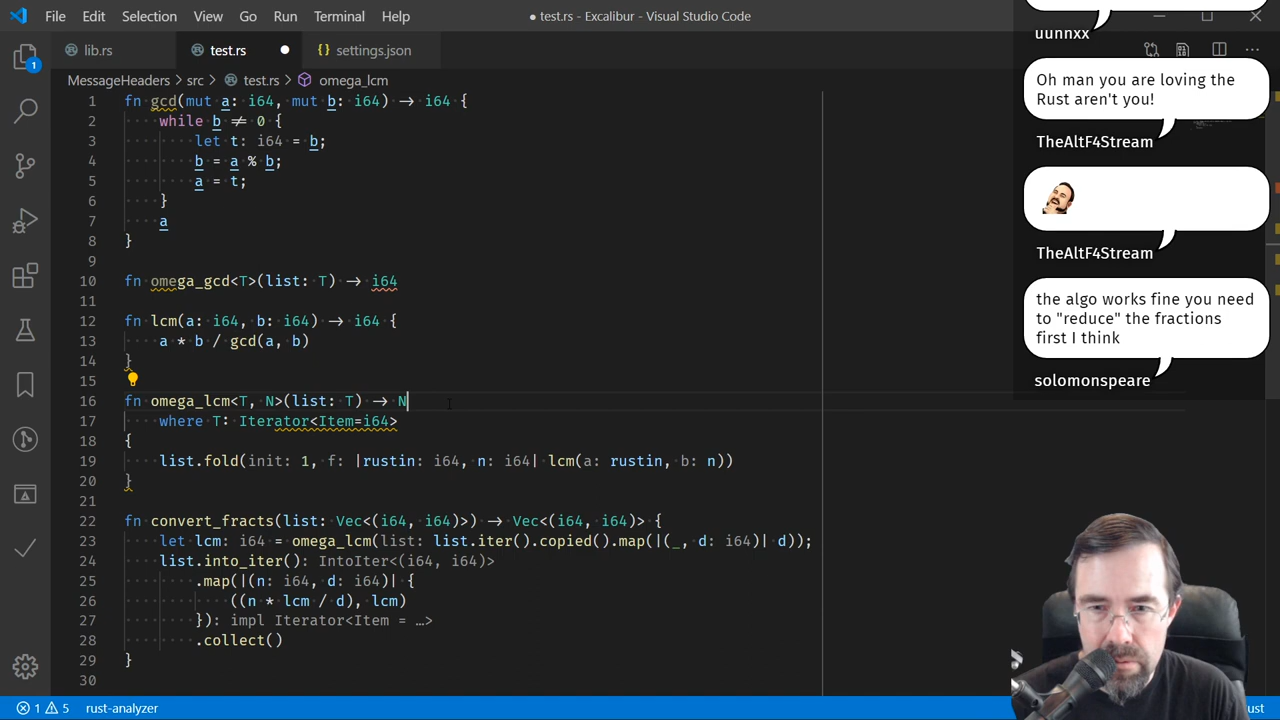 File Edit Selection View Go Run Terminal Help
● test.rs - Excalibur - Visual Studio Code
lib.rs
test.rs
settings.json
MessageHeaders › src › test.rs › omega_lcm
1 fn gcd(mut a: i64, mut b: i64) → i64 {
2 while b ≠ 0 {
3 let t: i64 = b;
4 b = a % b;
5 a = t;
6 }
7 a
8 }
9
10 fn omega_gcd<T>(list: T) → i64
11
12 fn lcm(a: i64, b: i64) → i64 {
13 a * b / gcd(a, b)
14 }
15
16 fn omega_lcm<T, N>(list: T) → N
17 where T: Iterator<Item=i64>
18 {
19 list.fold(init: 1, f: |rustin: i64, n: i64| lcm(a: rustin, b: n))
20 }
21
22 fn convert_fracts(list: Vec<(i64, i64)>) → Vec<(i64, i64)> {
23 let lcm: i64 = omega_lcm(list: list.iter().copied().map(|(_, d: i64)| d));
24 list.into_iter(): IntoIter<(i64, i64)>
25 .map(|(n: i64, d: i64)| {
26 ((n * lcm / d), lcm)
27 }): impl Iterator<Item = …>
28 .collect()
29 }
30
1
uunnxx
Oh man you are loving the
Rust aren't you!
TheAltF4Stream
TheAltF4Stream
the algo works fine you need
to "reduce" the fractions
first I think
solomonspeare
1 5 rust-analyzer
ust